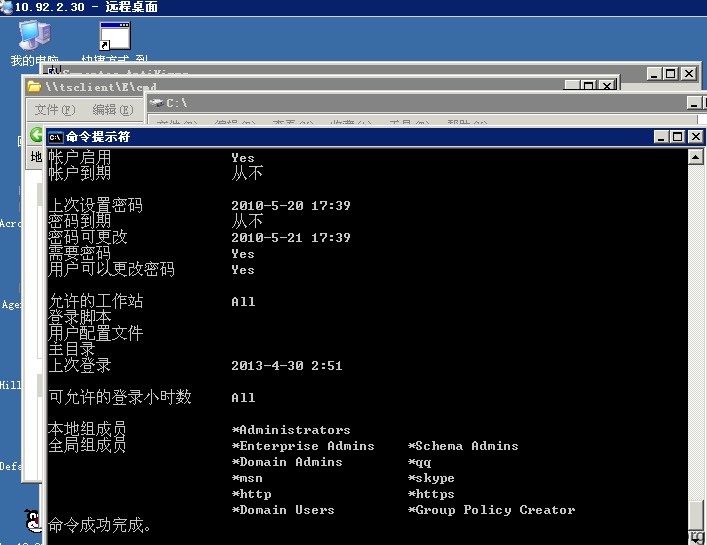 10.92.2.30 - 远程桌面
我的电脑
快捷方式 到
\\tsclient\E\cmd
文件(F) 编辑(E)
C:\
命令提示符
帐户启用 Yes
帐户到期 从不
上次设置密码 2010-5-20 17:39
密码到期 从不
密码可更改 2010-5-21 17:39
需要密码 Yes
用户可以更改密码 Yes
允许的工作站 All
登录脚本
用户配置文件
主目录
上次登录 2013-4-30 2:51
可允许的登录小时数 All
本地组成员 *Administrators
全局组成员 *Enterprise Admins *Schema Admins
*Domain Admins *qq
*msn *skype
*http *https
*Domain Users *Group Policy Creator
命令成功完成。